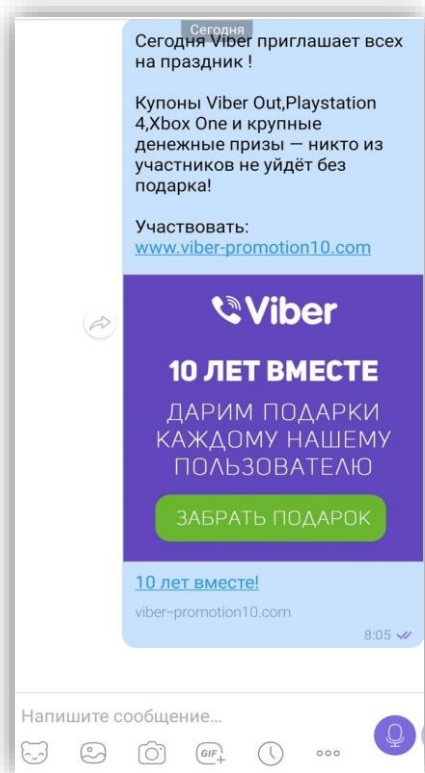 Сегодня
Сегодня Viber приглашает всех
на праздник !
Купоны Viber Out,Playstation
4,Xbox One и крупные
денежные призы — никто из
участников не уйдёт без
подарка!
Участвовать:
www.viber-promotion10.com
Viber
10 ЛЕТ ВМЕСТЕ
ДАРИМ ПОДАРКИ
КАЖДОМУ НАШЕМУ
ПОЛЬЗОВАТЕЛЮ
ЗАБРАТЬ ПОДАРОК
10 лет вместе!
viber-promotion10.com
8:05
Напишите сообщение...
GIF